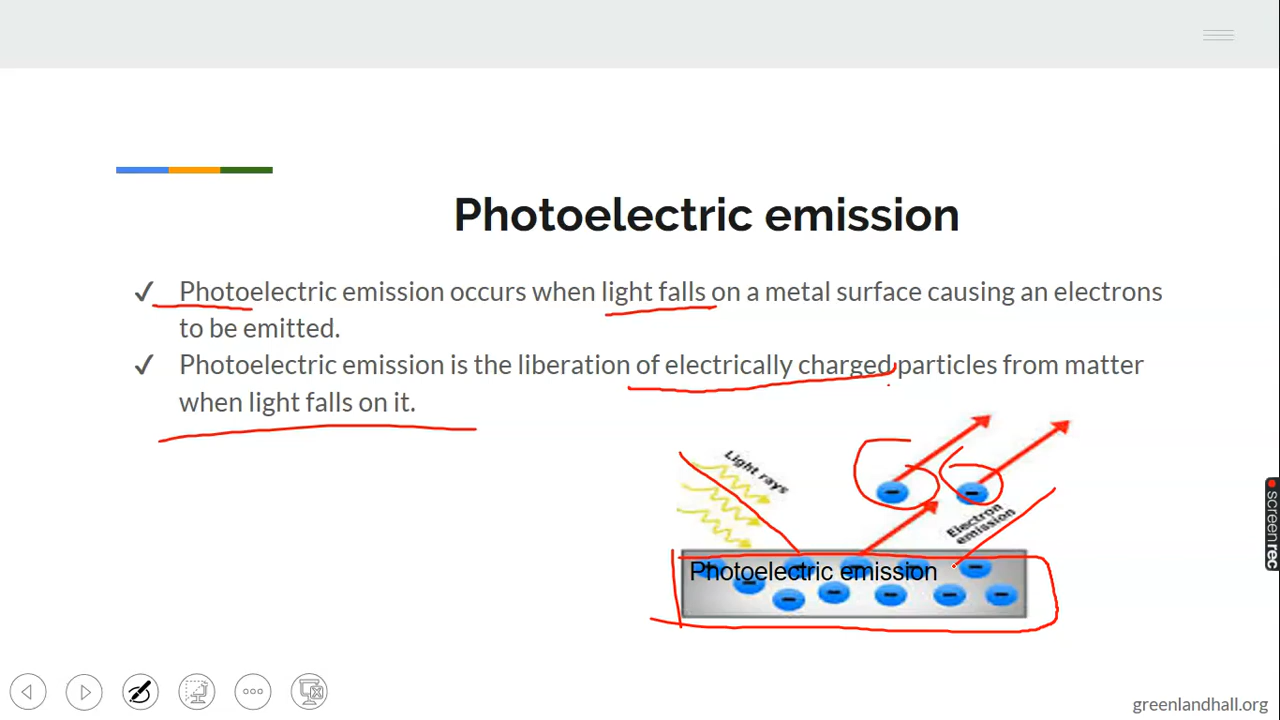 Photoelectric emission
✓ Photoelectric emission occurs when light falls on a metal surface causing an electrons
to be emitted.
✓ Photoelectric emission is the liberation of electrically charged particles from matter
when light falls on it.
Light rays
Electron
emission
Photoelectric emission
screenrec
greenlandhall.org